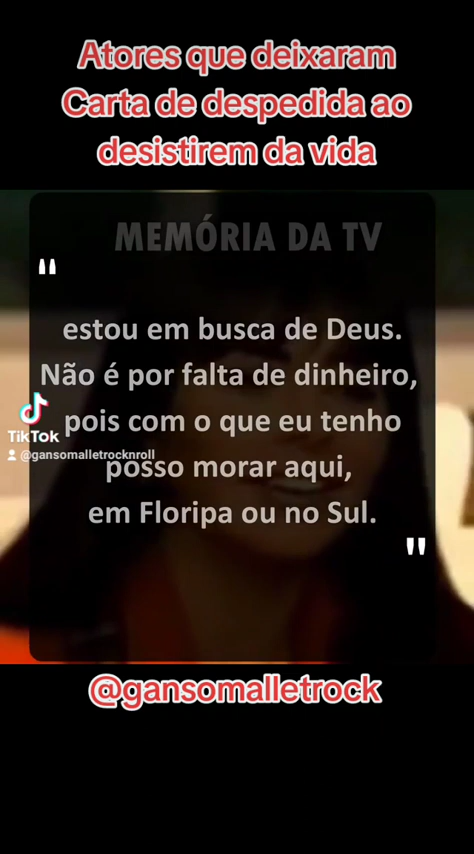 Atores que deixaram
Carta de despedida ao
desistirem da vida
MEMÓRIA DA TV
"
estou em busca de Deus.
Não é por falta de dinheiro,
pois com o que eu tenho
posso morar aqui,
em Floripa ou no Sul.
"
TikTok
@gansomalletrocknroll
@gansomalletrock